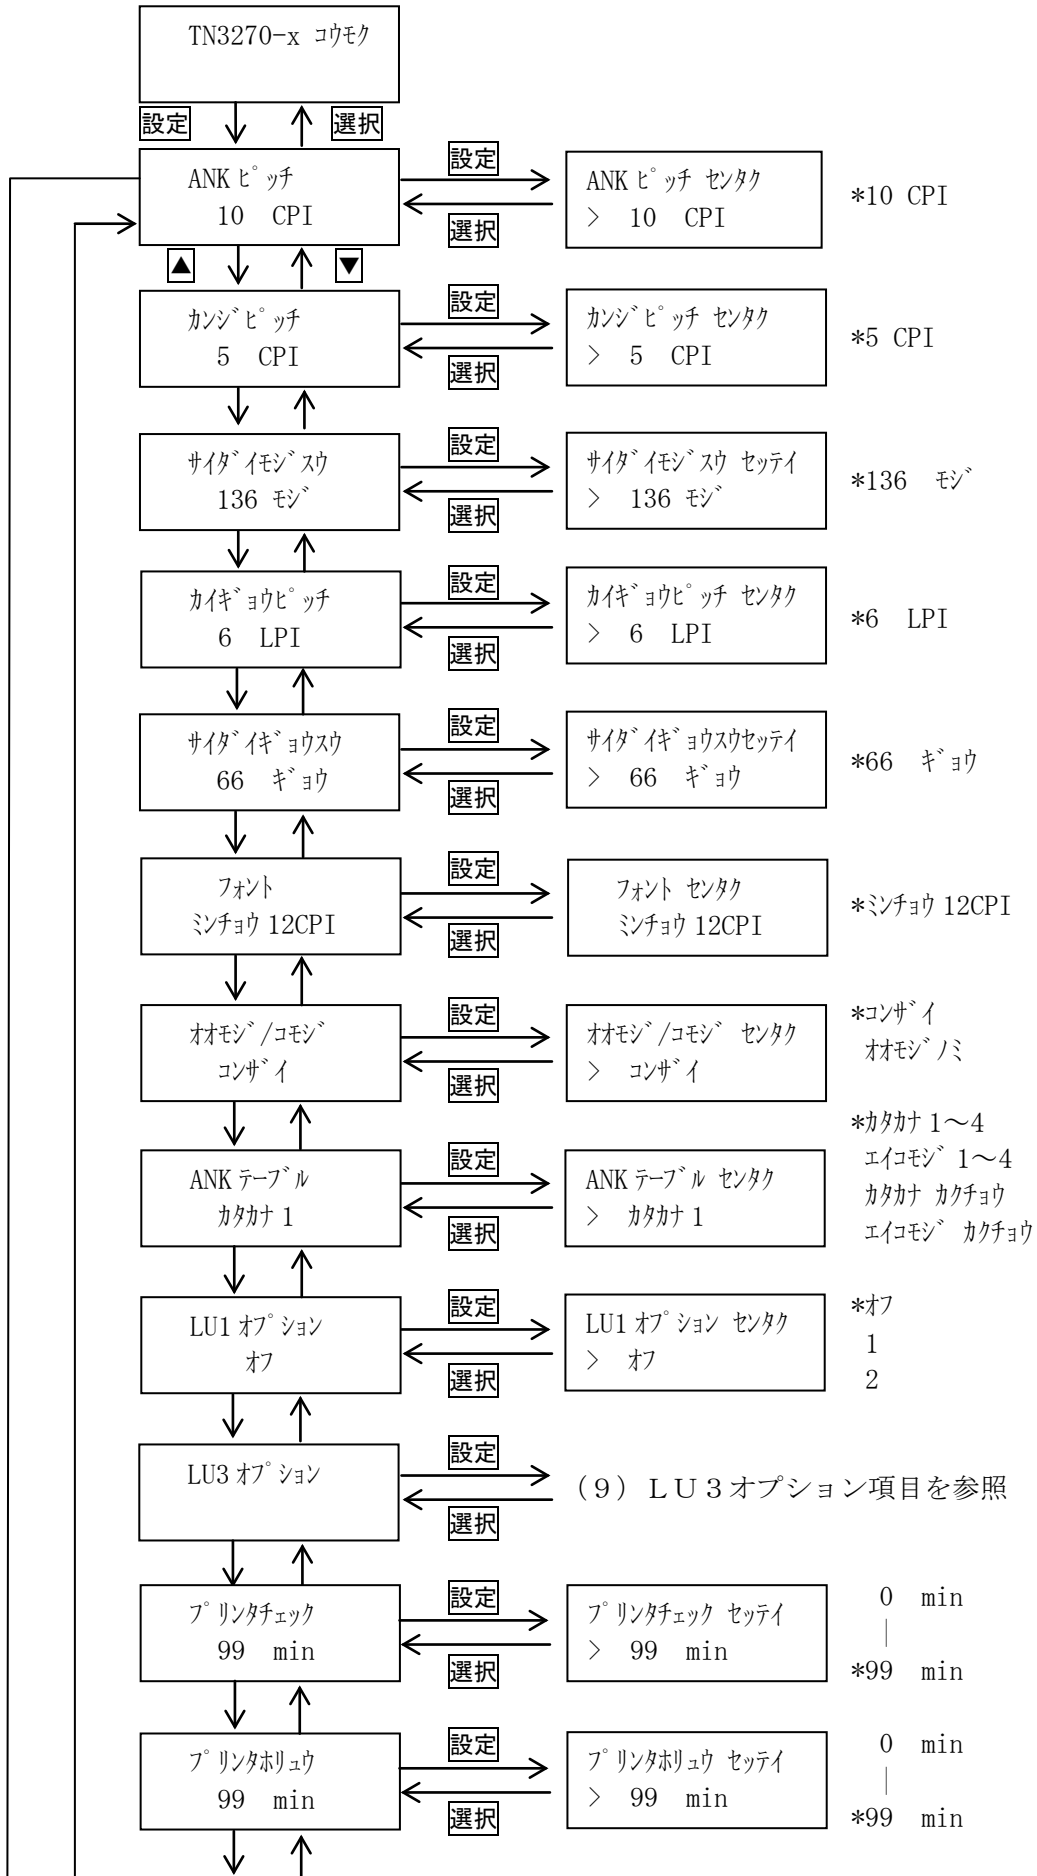 TN3270-x コウモク
設定 選択
ANK ピッチ
10 CPI
設定
選択
ANK ピッチ センタク
> 10 CPI
*10 CPI
▲ ▼
カンジピッチ
5 CPI
設定
選択
カンジピッチ センタク
> 5 CPI
*5 CPI
サイダイモジスウ
136 モジ
設定
選択
サイダイモジスウ セッテイ
> 136 モジ
*136 モジ
カイギョウピッチ
6 LPI
設定
選択
カイギョウピッチ センタク
> 6 LPI
*6 LPI
サイダイギョウスウ
66 ギョウ
設定
選択
サイダイギョウスウセッテイ
> 66 ギョウ
*66 ギョウ
フォント
ミンチョウ 12CPI
設定
選択
フォント センタク
ミンチョウ 12CPI
*ミンチョウ 12CPI
オオモジ/コモジ
コンザイ
設定
選択
オオモジ/コモジ センタク
> コンザイ
*コンザイ
オオモジノミ
ANK テーブル
カタカナ 1
設定
選択
ANK テーブル センタク
> カタカナ 1
*カタカナ 1～4
エイコモジ 1～4
カタカナ カクチョウ
エイコモジ カクチョウ
LU1 オプション
オフ
設定
選択
LU1 オプション センタク
> オフ
*オフ
1
2
LU3 オプション
設定
選択
（９）ＬＵ３オプション項目を参照
プリンタチェック
99 min
設定
選択
プリンタチェック セッテイ
> 99 min
0 min
|
*99 min
プリンタホリュウ
99 min
設定
選択
プリンタホリュウ セッテイ
> 99 min
0 min
|
*99 min